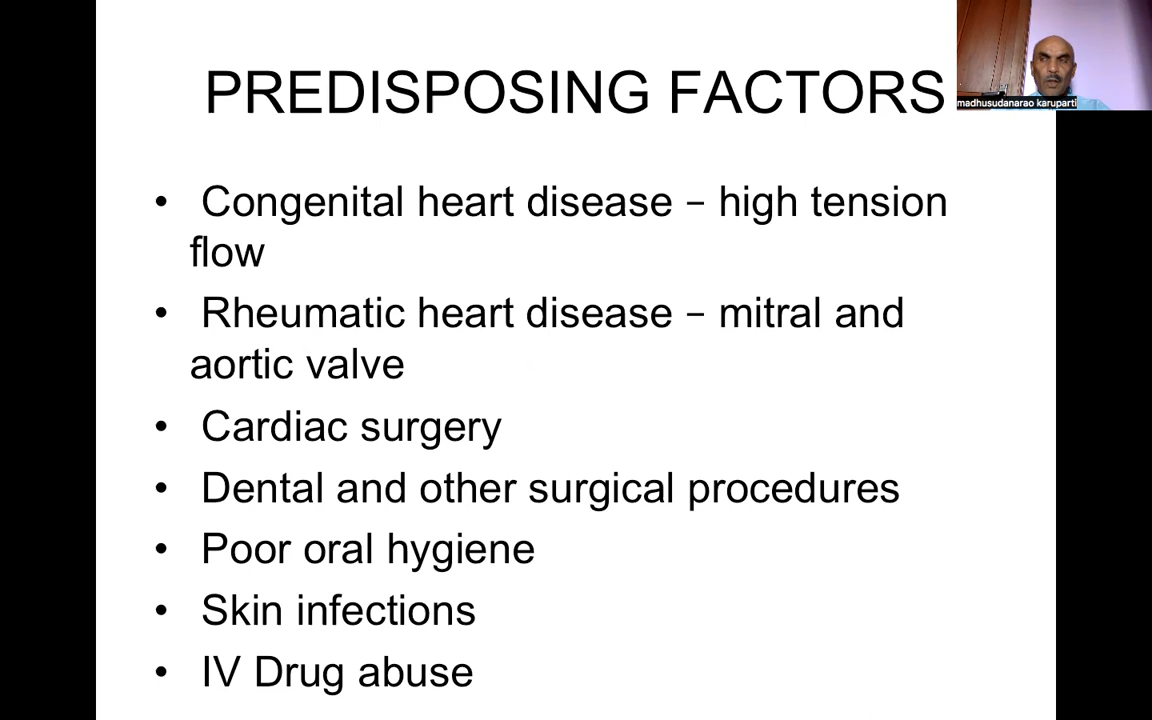 PREDISPOSING FACTORS
madhusudanarao karuparti
• Congenital heart disease – high tension
flow
• Rheumatic heart disease – mitral and
aortic valve
• Cardiac surgery
• Dental and other surgical procedures
• Poor oral hygiene
• Skin infections
• IV Drug abuse